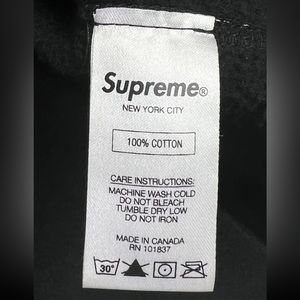 Supreme®
NEW YORK CITY
100% COTTON
CARE INSTRUCTIONS:
MACHINE WASH COLD
DO NOT BLEACH
TUMBLE DRY LOW
DO NOT IRON
MADE IN CANADA
RN 101837
30°